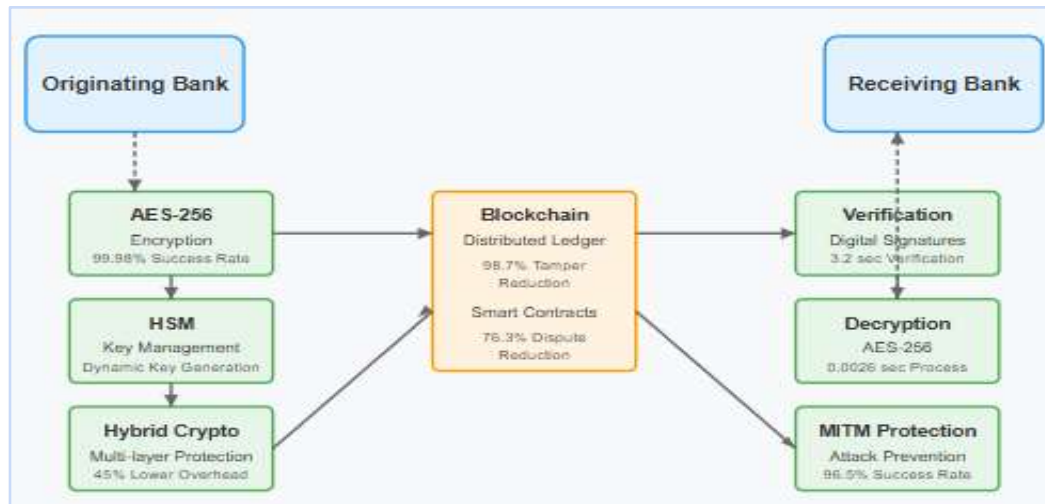 Originating Bank
Receiving Bank
AES-256
Encryption
99.98% Success Rate
HSM
Key Management
Dynamic Key Generation
Hybrid Crypto
Multi-layer Protection
45% Lower Overhead
Blockchain
Distributed Ledger
98.7% Tamper
Reduction
Smart Contracts
76.3% Dispute
Reduction
Verification
Digital Signatures
3.2 sec Verification
Decryption
AES-256
0.0026 sec Process
MITM Protection
Attack Prevention
96.5% Success Rate